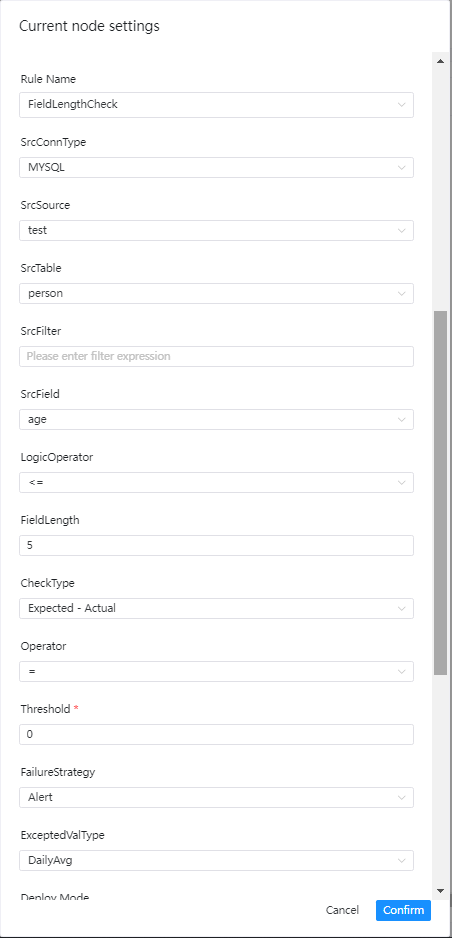 Current node settings
Rule Name
FieldLengthCheck
SrcConnType
MYSQL
SrcSource
test
SrcTable
person
SrcFilter
Please enter filter expression
SrcField
age
LogicOperator
<=
FieldLength
5
CheckType
Expected - Actual
Operator
=
Threshold *
0
FailureStrategy
Alert
ExceptedValType
DailyAvg
Deploy Mode
Cancel Confirm